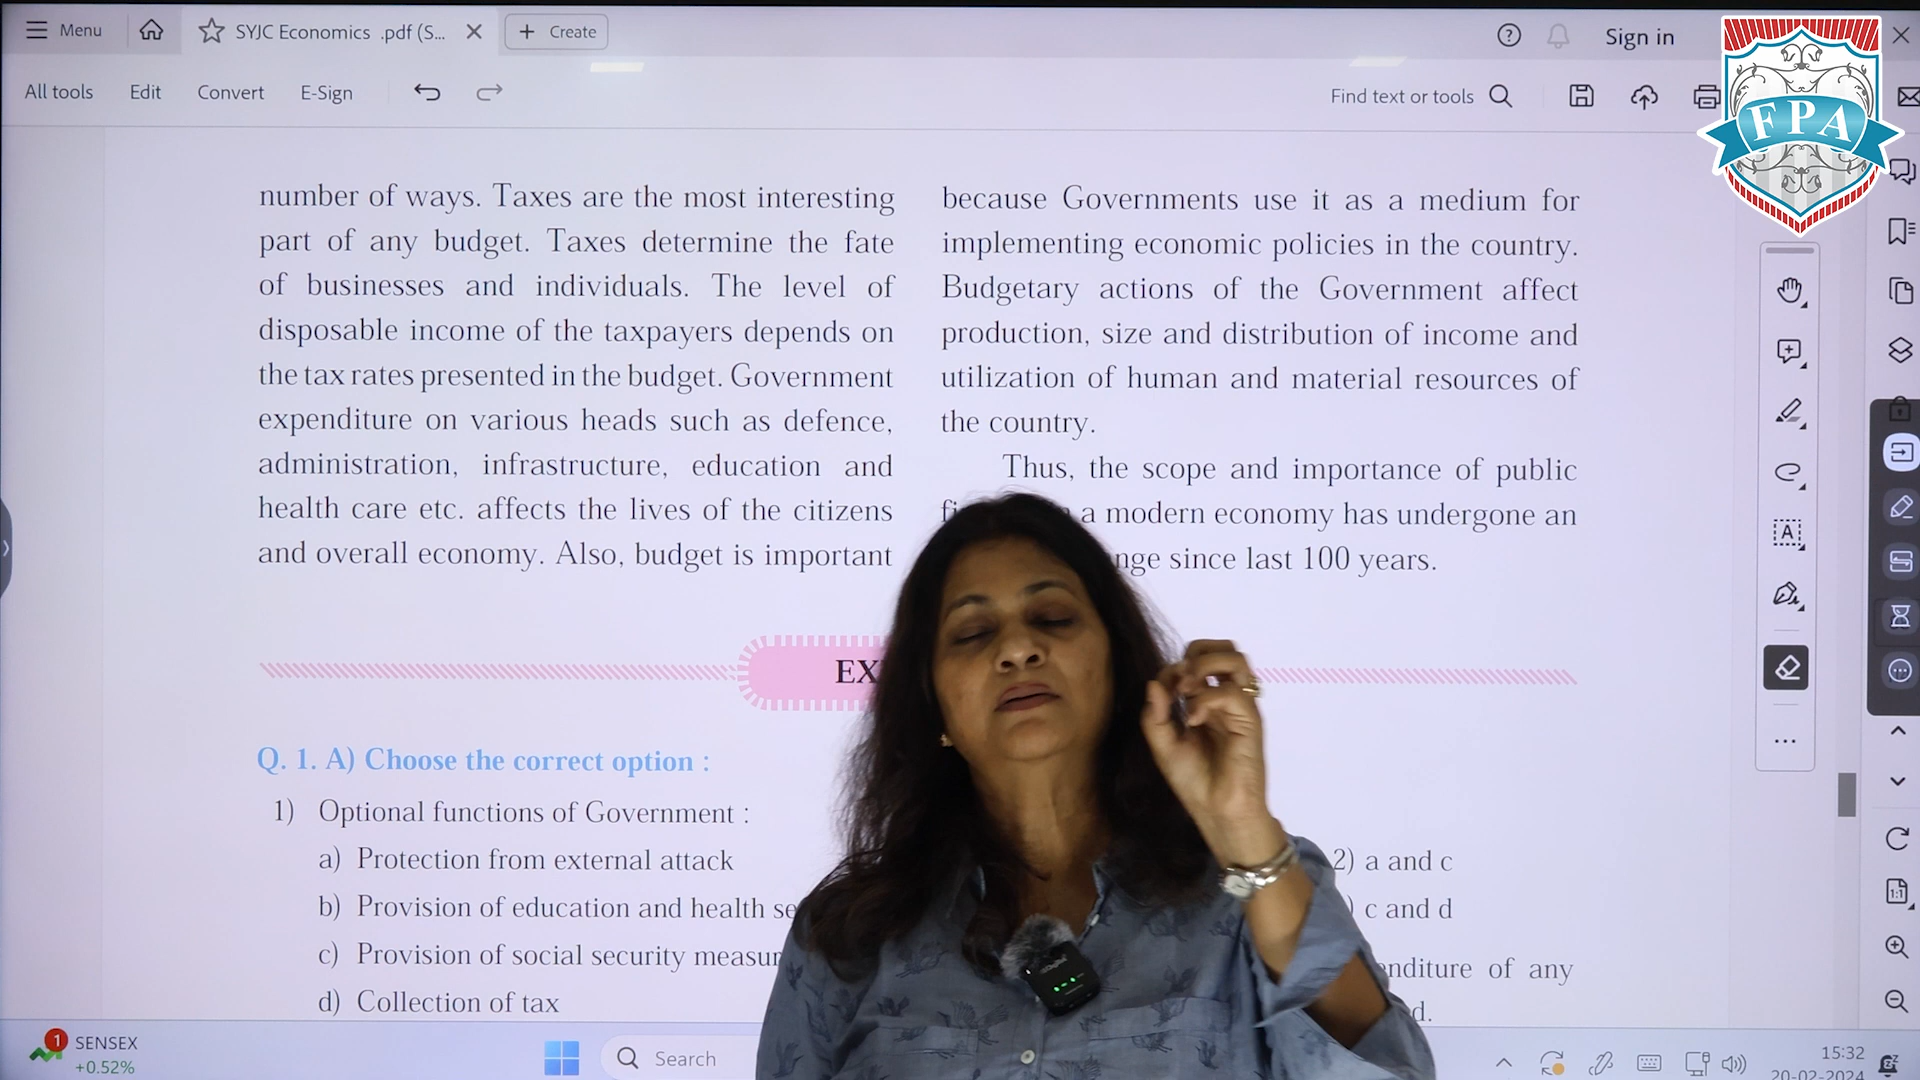 Menu
SYJC Economics .pdf (S...
Create
Sign in
All tools
Edit
Convert
E-Sign
Find text or tools
FPA
number of ways. Taxes are the most interesting
part of any budget. Taxes determine the fate
of businesses and individuals. The level of
disposable income of the taxpayers depends on
the tax rates presented in the budget. Government
expenditure on various heads such as defence,
administration, infrastructure, education and
health care etc. affects the lives of the citizens
and overall economy. Also, budget is important
because Governments use it as a medium for
implementing economic policies in the country.
Budgetary actions of the Government affect
production, size and distribution of income and
utilization of human and material resources of
the country.
Thus, the scope and importance of public
a modern economy has undergone an
since last 100 years.
Q. 1. A) Choose the correct option :
1) Optional functions of Government :
a) Protection from external attack
b) Provision of education and health
c) Provision of social security
d) Collection of tax
2) a and c
c and d
of any
1
SENSEX
+0.52%
Search
15:32
20-02-2024